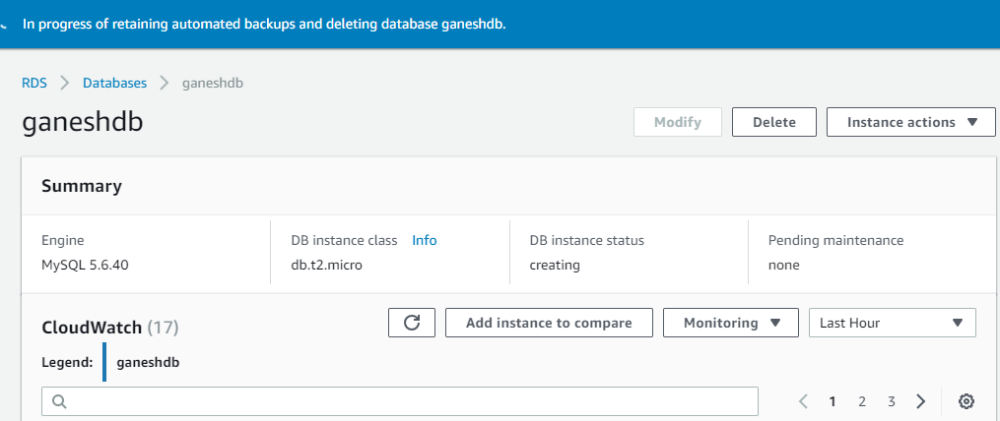 In progress of retaining automated backups and deleting database ganeshdb.
RDS Databases ganeshdb
ganeshdb
Modify Delete Instance actions
Summary
Engine DB instance class Info DB instance status Pending maintenance
MySQL 5.6.40 db.t2.micro creating none
CloudWatch (17) Add instance to compare Monitoring Last Hour
Legend: ganeshdb
1 2 3